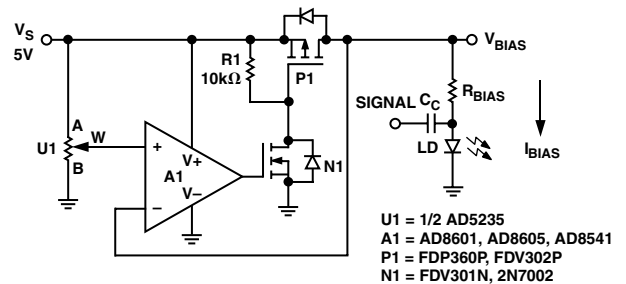 V_S
5V
R1
10kΩ
P1
V_BIAS
R_BIAS
SIGNAL C_C
LD
I_BIAS
A
U1
W
B
+
V+
A1
V–
–
N1
U1 = 1/2 AD5235
A1 = AD8601, AD8605, AD8541
P1 = FDP360P, FDV302P
N1 = FDV301N, 2N7002